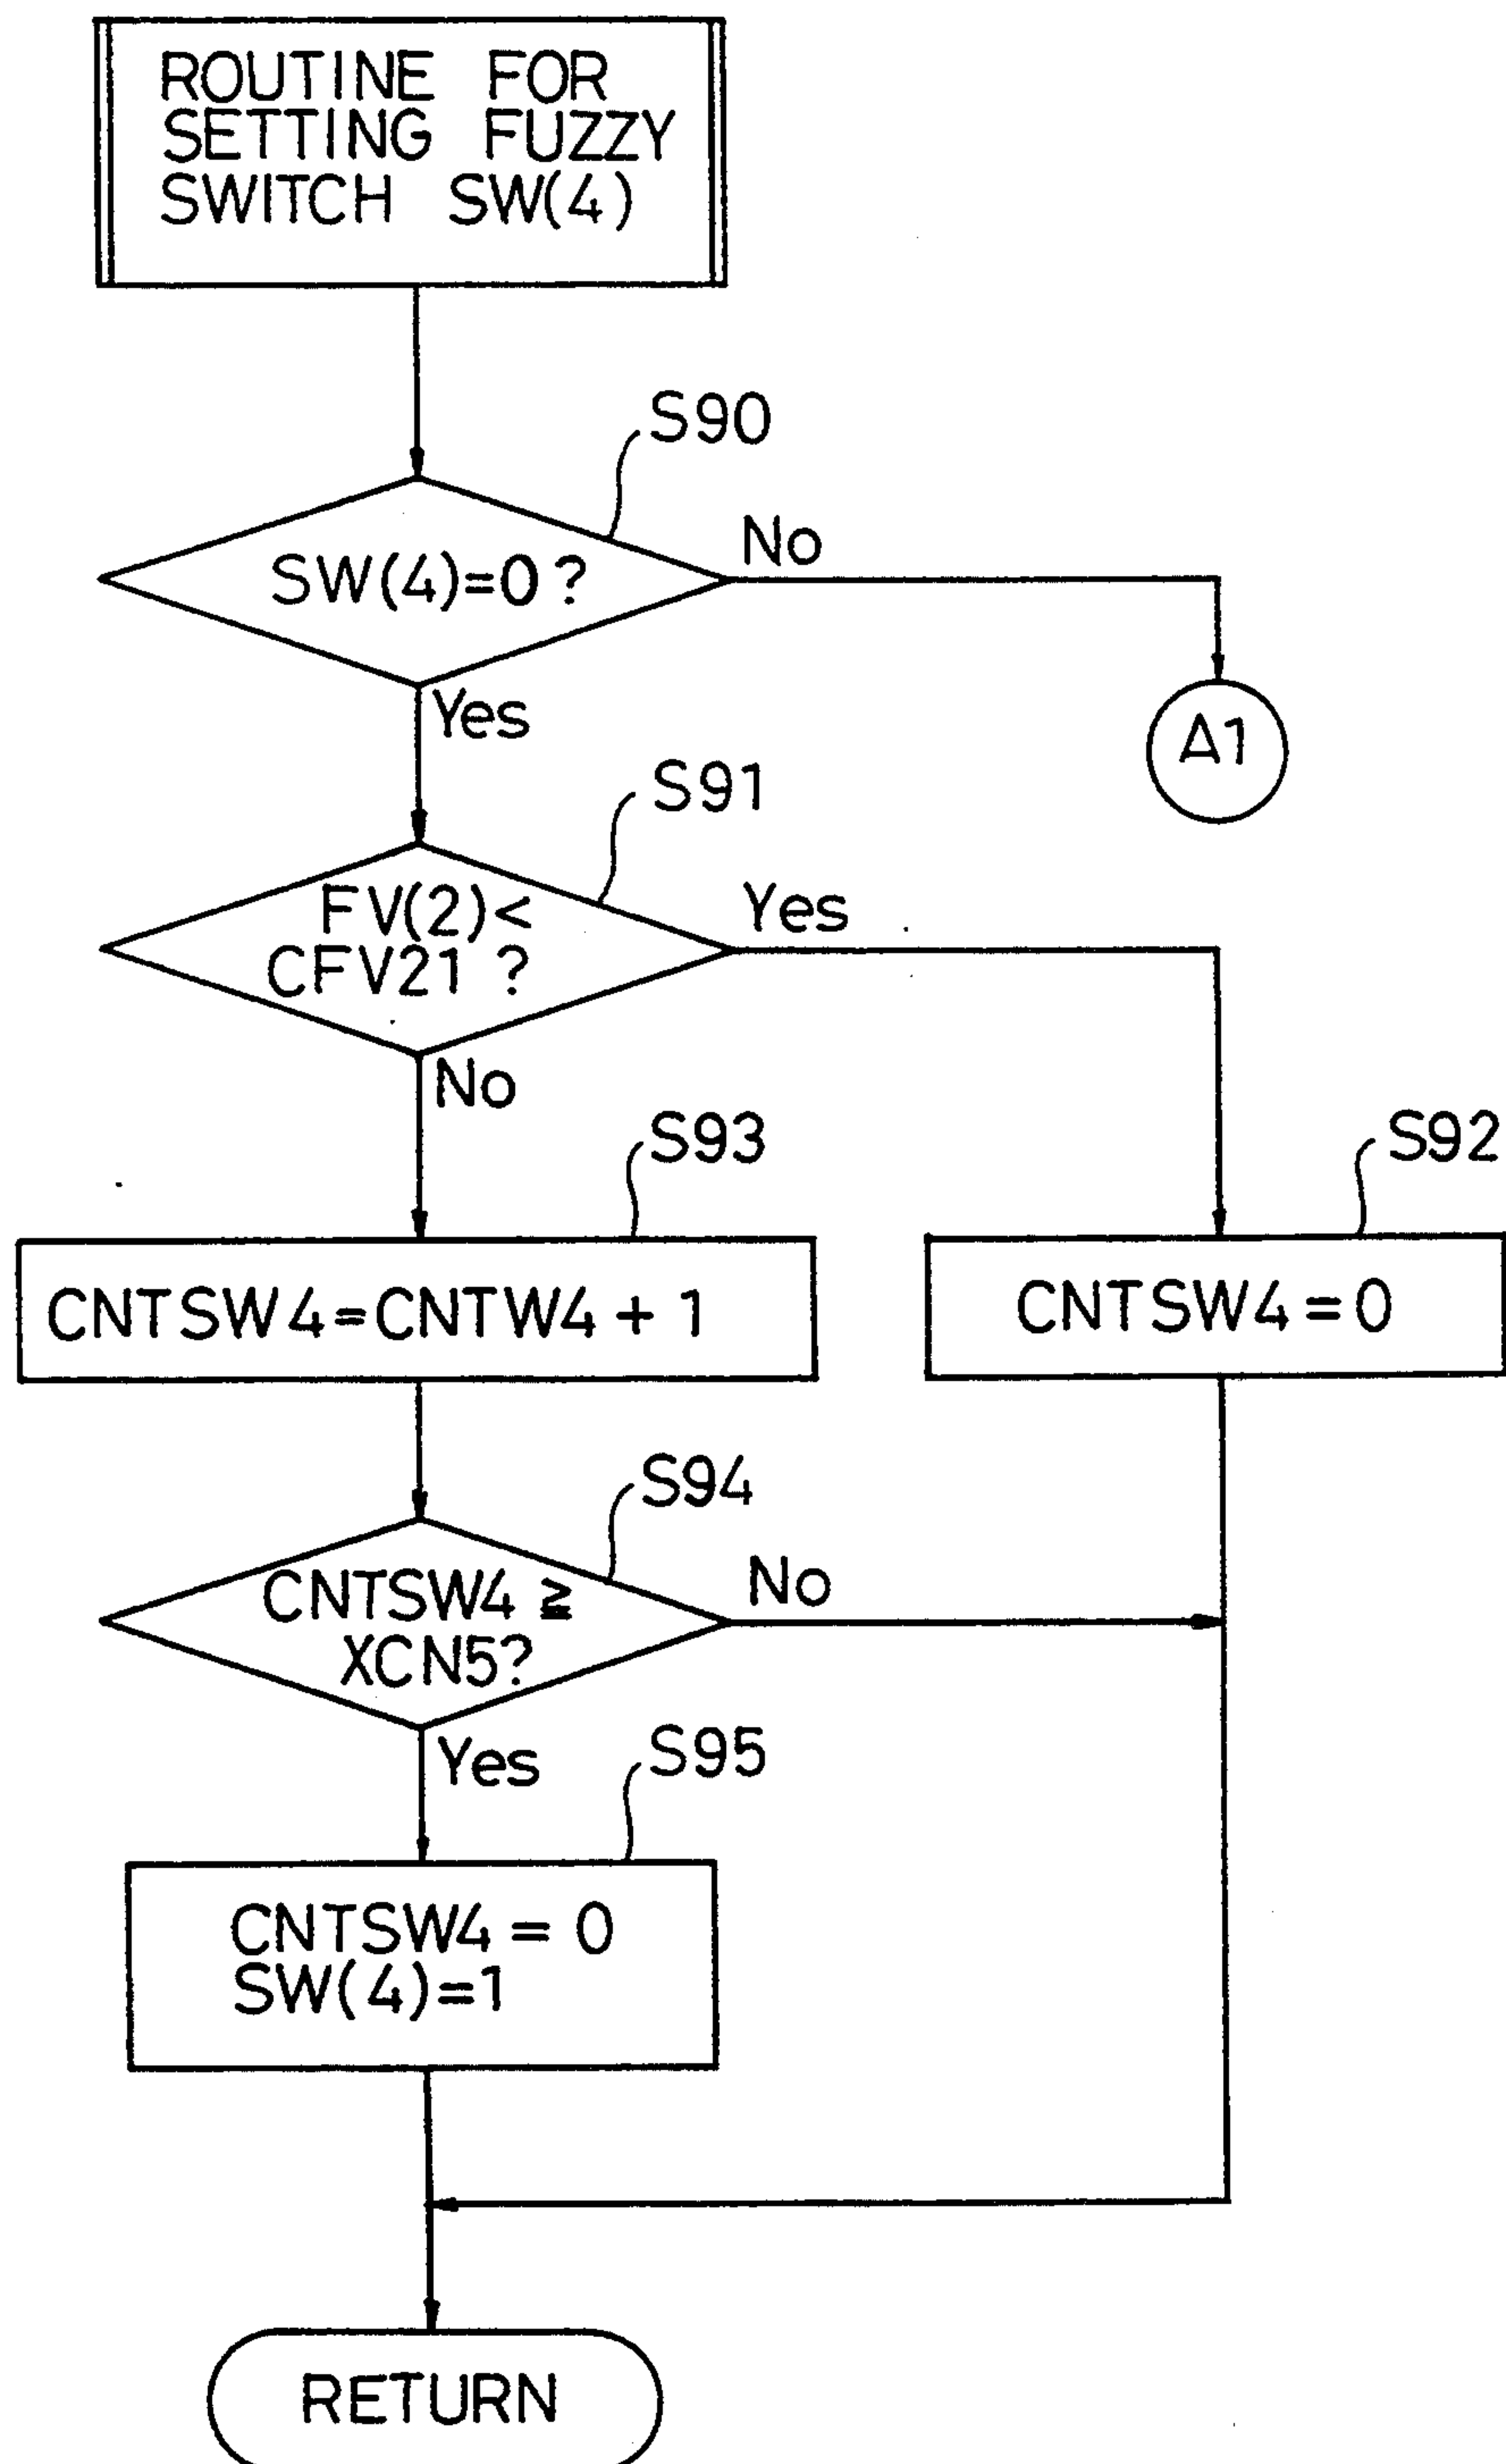 ROUTINE FOR
SETTING FUZZY
SWITCH SW(4)
S90
SW(4)=0?
No
A1
Yes
S91
FV(2)<
CFV21 ?
Yes
No
S93
S92
CNTSW4=CNTW4 + 1
CNTSW4 = 0
S94
CNTSW4 ≧
XCN5?
No
Yes
S95
CNTSW4 = 0
SW(4)=1
RETURN